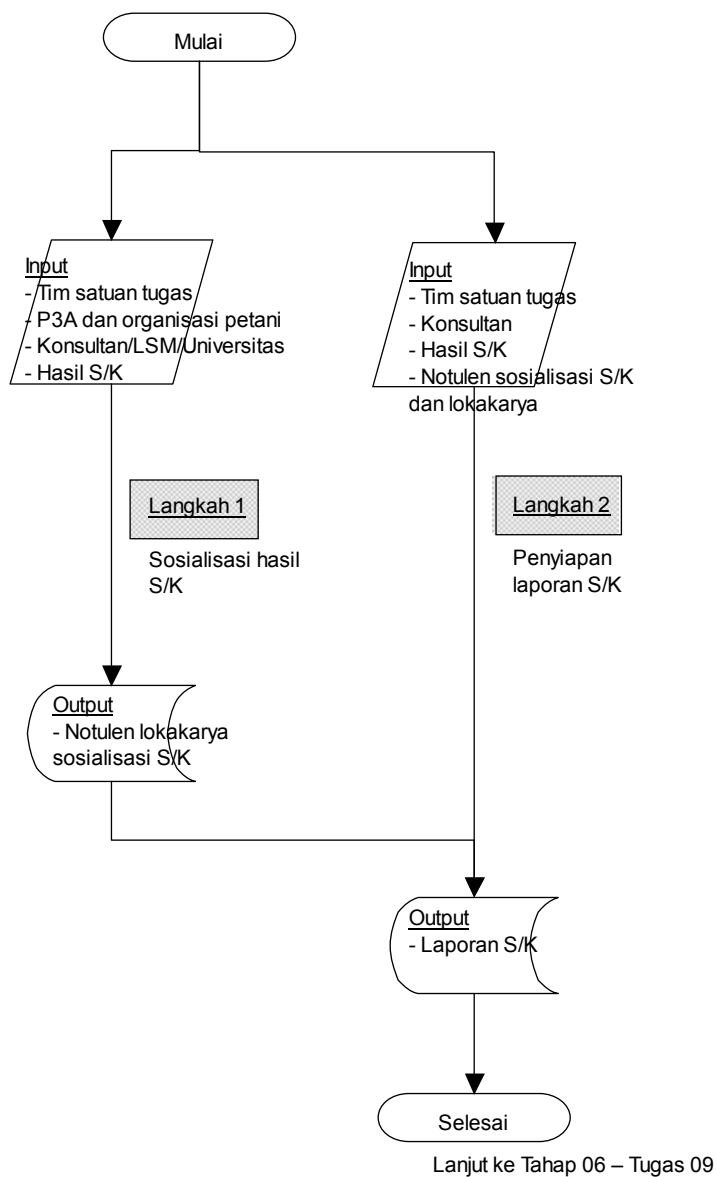 Mulai
Input
- Tim satuan tugas
- P3A dan organisasi petani
- Konsultan/LSM/Universitas
- Hasil S/K
Input
- Tim satuan tugas
- Konsultan
- Hasil S/K
- Notulen sosialisasi S/K
dan lokakarya
Langkah 1
Sosialisasi hasil
S/K
Langkah 2
Penyiapan
laporan S/K
Output
- Notulen lokakarya
sosialisasi S/K
Output
- Laporan S/K
Selesai
Lanjut ke Tahap 06 – Tugas 09